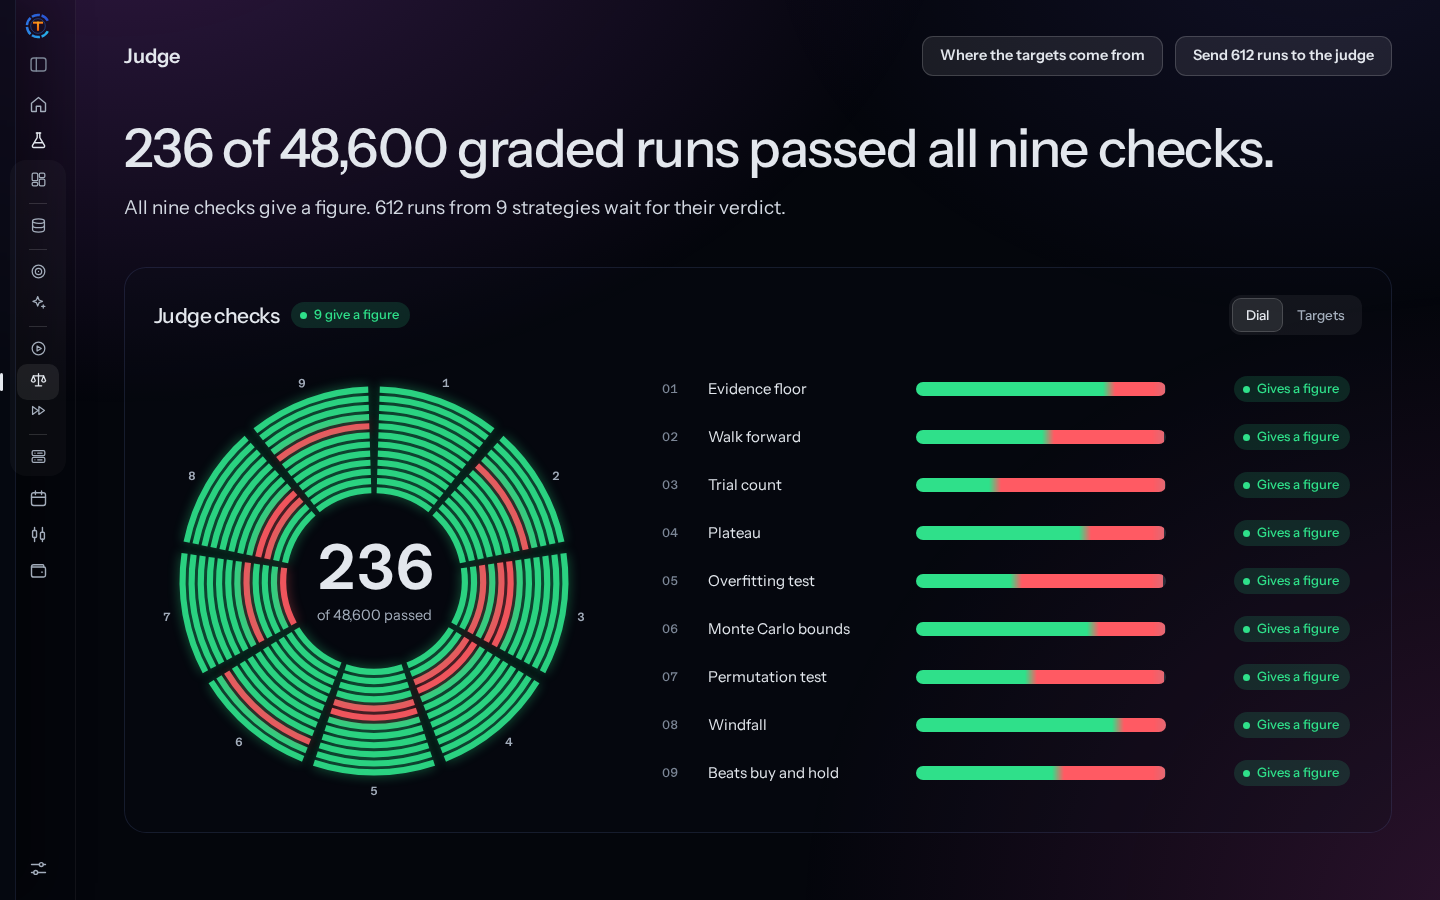 T
Judge
Where the targets come from
Send 612 runs to the judge
236 of 48,600 graded runs passed all nine checks.
All nine checks give a figure. 612 runs from 9 strategies wait for their verdict.
Judge checks
9 give a figure
Dial
Targets
9
1
8
2
7
3
6
4
5
236
of 48,600 passed
01 Evidence floor Gives a figure
02 Walk forward Gives a figure
03 Trial count Gives a figure
04 Plateau Gives a figure
05 Overfitting test Gives a figure
06 Monte Carlo bounds Gives a figure
07 Permutation test Gives a figure
08 Windfall Gives a figure
09 Beats buy and hold Gives a figure